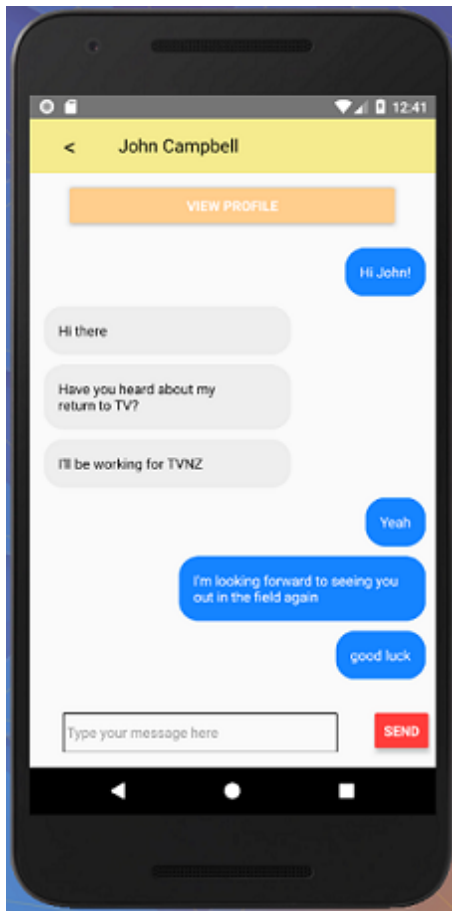 12:41
< John Campbell
VIEW PROFILE
Hi John!
Hi there
Have you heard about my
return to TV?
I'll be working for TVNZ
Yeah
I'm looking forward to seeing you
out in the field again
good luck
Type your message here
SEND